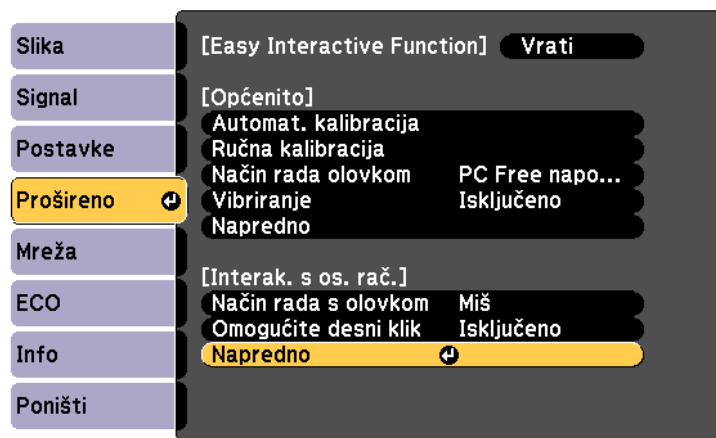 Slika
Signal
Postavke
Prošireno
Mreža
ECO
Info
Poništi
[Easy Interactive Function] Vrati
[Općenito]
Automat. kalibracija
Ručna kalibracija
Način rada olovkom PC Free napo...
Vibriranje Isključeno
Napredno
[Interak. s os. rač.]
Način rada s olovkom Miš
Omogućite desni klik Isključeno
Napredno